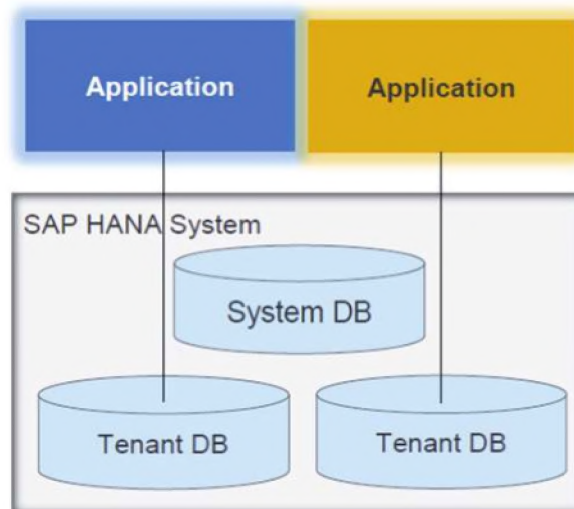 Application
Application
SAP HANA System
System DB
Tenant DB
Tenant DB